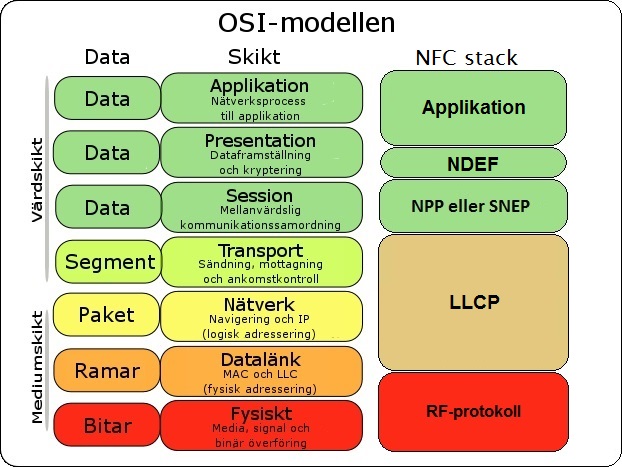 OSI-modellen
Data
Skikt
NFC stack
Värdskikt
Data
Applikation
Nätverksprocess
till applikation
Applikation
Data
Presentation
Dataframställning
och kryptering
NDEF
Data
Session
Mellanvärdslig
kommunikationssamordning
NPP eller SNEP
Segment
Transport
Sändning, mottagning
och ankomstkontroll
LLCP
Mediumskikt
Paket
Nätverk
Navigering och IP
(logisk adressering)
Ramar
Datalänk
MAC och LLC
(fysisk adressering)
Bitar
Fysiskt
Media, signal och
binär överföring
RF-protokoll